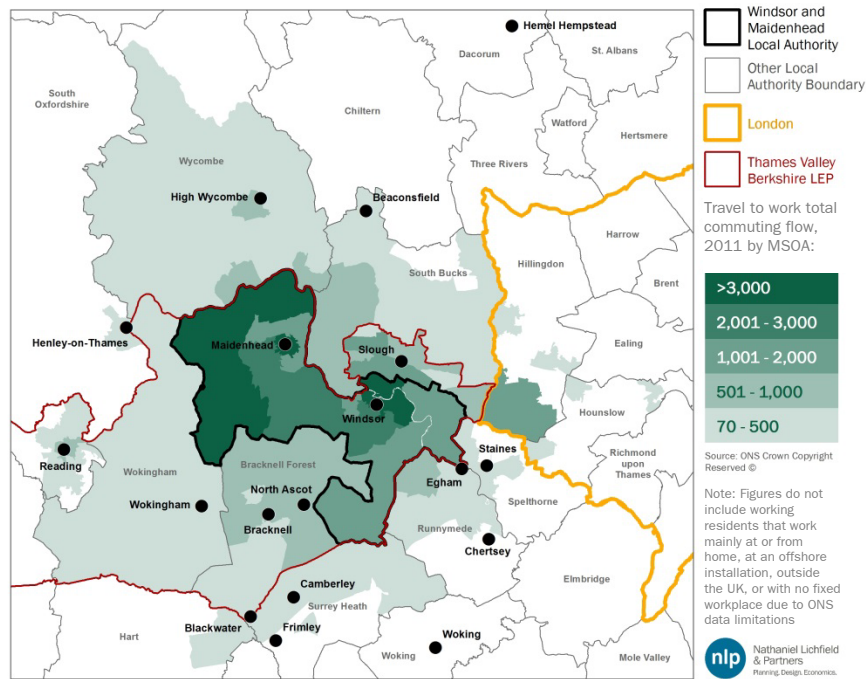 Hemel Hempstead
Dacorum
St. Albans
South
Oxfordshire
Chiltern
Watford
Hertsmere
Wycombe
Three Rivers
High Wycombe
Beaconsfield
Harrow
Hillingdon
South Bucks
Brent
Henley-on-Thames
Maidenhead
Slough
Ealing
Windsor
Hounslow
Reading
Wokingham
Bracknell Forest
Staines
Richmond
upon
Thames
Egham
North Ascot
Wokingham
Spelthorne
Bracknell
Runnymede
Chertsey
Elmbridge
Camberley
Surrey Heath
Blackwater
Hart
Frimley
Woking
Woking
Mole Valley
Windsor and
Maidenhead
Local Authority
Other Local
Authority Boundary
London
Thames Valley
Berkshire LEP
Travel to work total
commuting flow,
2011 by MSOA:
>3,000
2,001 - 3,000
1,001 - 2,000
501 - 1,000
70 - 500
Source: ONS Crown Copyright
Reserved ©
Note: Figures do not
include working
residents that work
mainly at or from
home, at an offshore
installation, outside
the UK, or with no fixed
workplace due to ONS
data limitations
nlp
Nathaniel Lichfield
& Partners
Planning. Design. Economics.